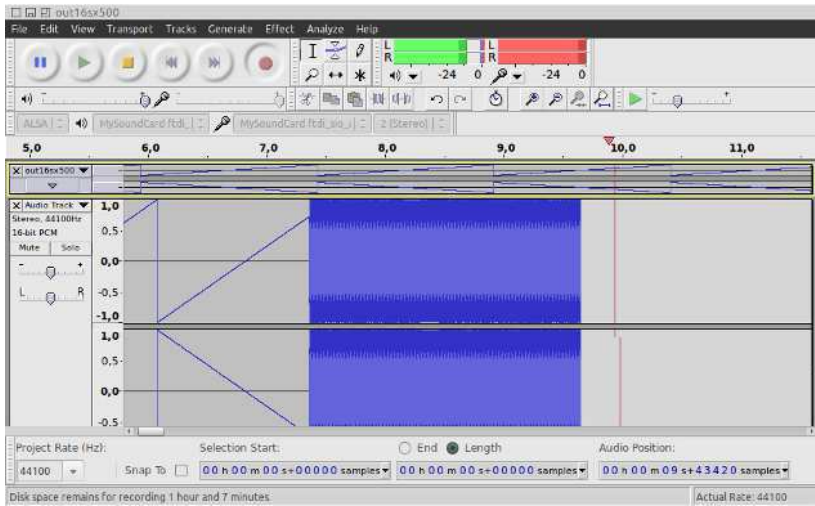 out16sx500
File Edit View Transport Tracks Generate Effect Analyze Help
L
R
-24 0
L
R
-24 0
ALSA MySoundCard ftdi_ MySoundCard ftdi_sio_i 2 (Stereo)
5,0 6,0 7,0 8,0 9,0 10,0 11,0
X out16sx500
X Audio Track
Stereo, 44100Hz
16-bit PCM
Mute Solo
- +
L R
1,0
0,5-
0,0-
-0,5-
-1,0
1,0
0,5-
0,0-
-0,5-
Project Rate (Hz): Selection Start: End Length Audio Position:
44100 Snap To 00 h 00 m 00 s+00000 samples 00 h 00 m 00 s+00000 samples 00 h 00 m 09 s+43420 samples
Disk space remains for recording 1 hour and 7 minutes Actual Rate: 44100